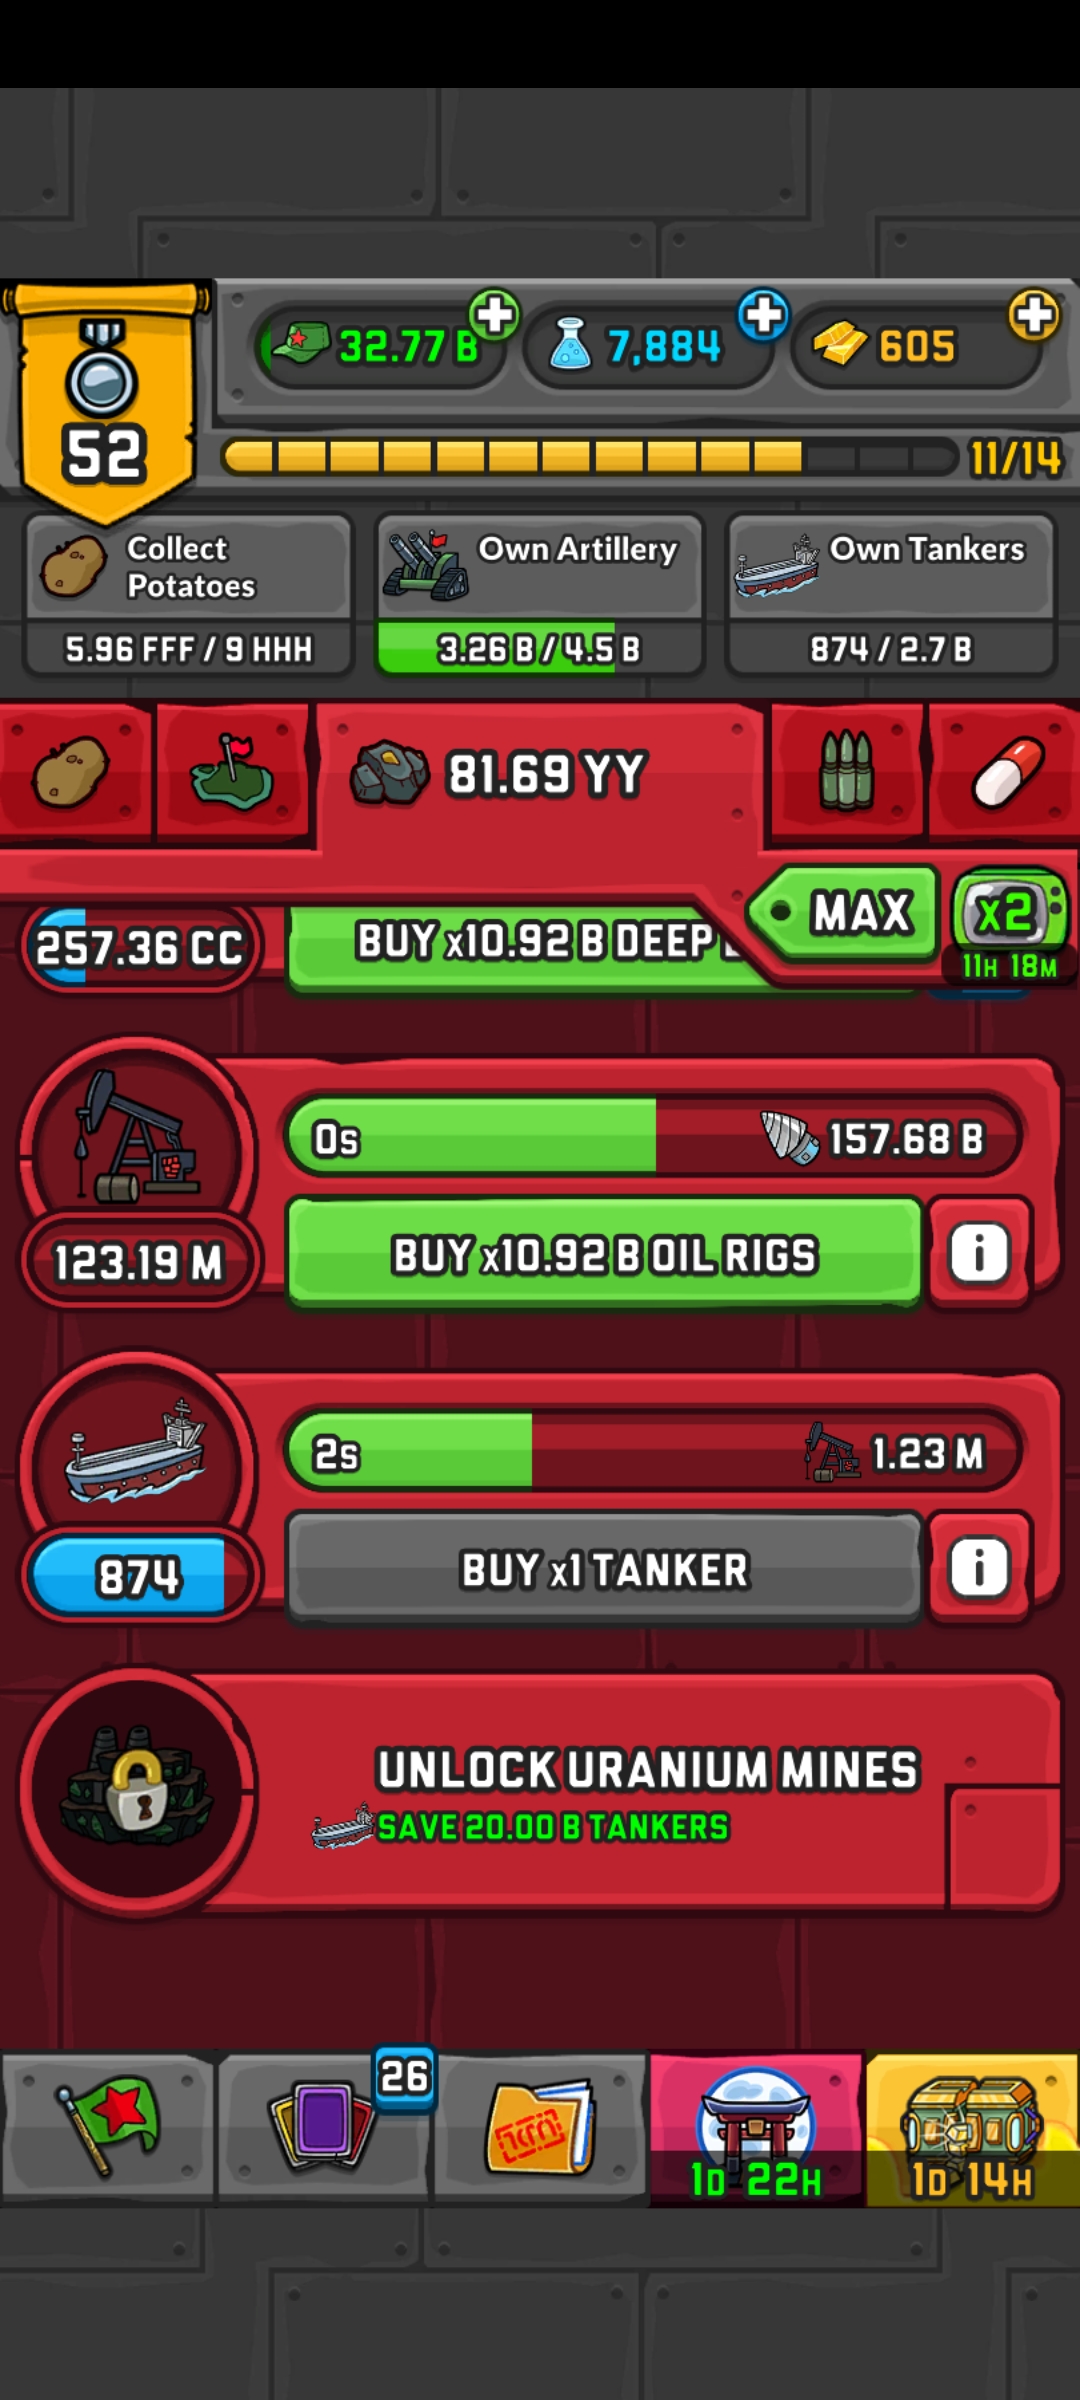 32.77 B
7,884
605
52
11/14
Collect
Potatoes
5.96 FFF / 9 HHH
Own Artillery
3.26 B / 4.5 B
Own Tankers
874 / 2.7 B
81.69 YY
MAX
x2
11H 18M
257.36 CC
BUY x10.92 B DEEP
0s
157.68 B
123.19 M
BUY x10.92 B OIL RIGS
i
2s
1.23 M
874
BUY x1 TANKER
i
UNLOCK URANIUM MINES
SAVE 20.00 B TANKERS
26
1D 22H
1D 14H